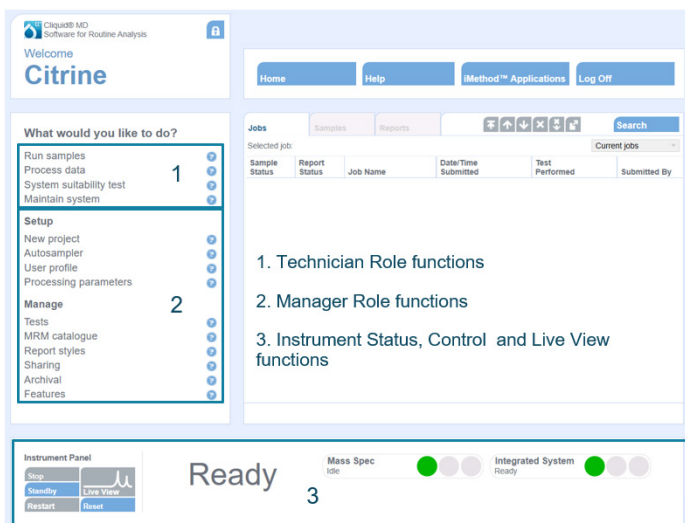 Cliquid® MD
Software for Routine Analysis
Welcome
Citrine
Home
Help
iMethod™ Applications
Log Off
What would you like to do?
Run samples
Process data
System suitability test
Maintain system
1
Setup
New project
Autosampler
User profile
Processing parameters
Manage
Tests
MRM catalogue
Report styles
Sharing
Archival
Features
2
Jobs
Samples
Reports
Search
Selected job:
Current jobs
Sample Status
Report Status
Job Name
Date/Time Submitted
Test Performed
Submitted By
1. Technician Role functions
2. Manager Role functions
3. Instrument Status, Control and Live View
functions
Instrument Panel
Stop
Standby
Live View
Restart
Reset
Ready
3
Mass Spec
Idle
Integrated System
Ready